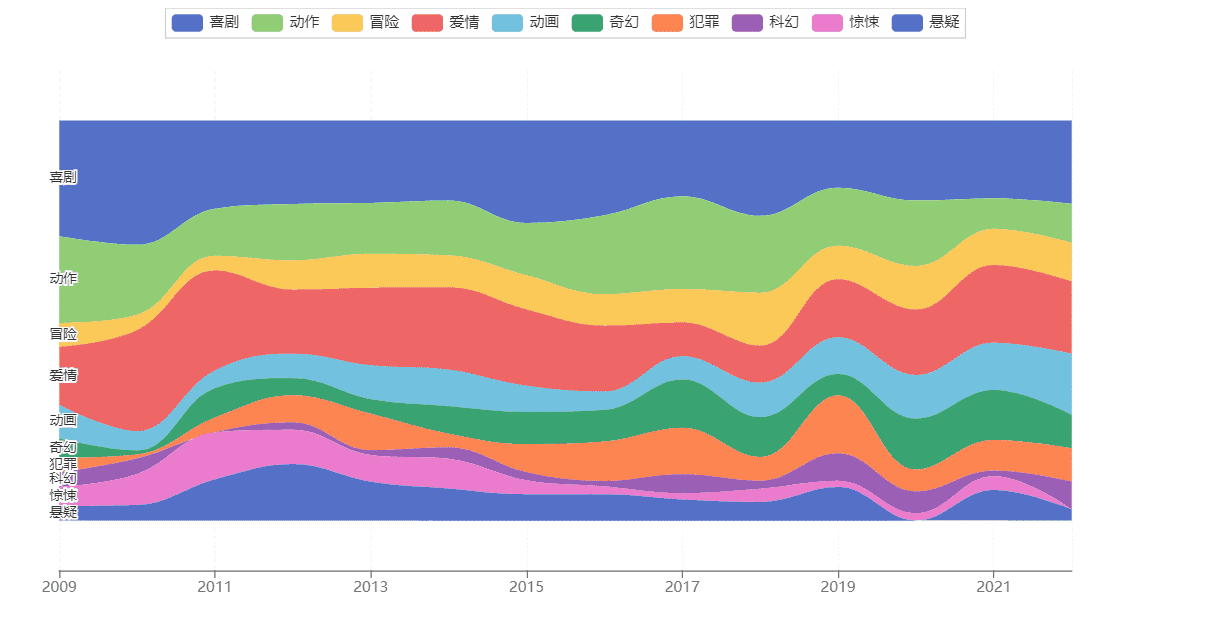 喜剧 动作 冒险 爱情 动画 奇幻 犯罪 科幻 惊悚 悬疑
喜剧
动作
冒险
爱情
动画
奇幻
犯罪
科幻
惊悚
悬疑
2009 2011 2013 2015 2017 2019 2021